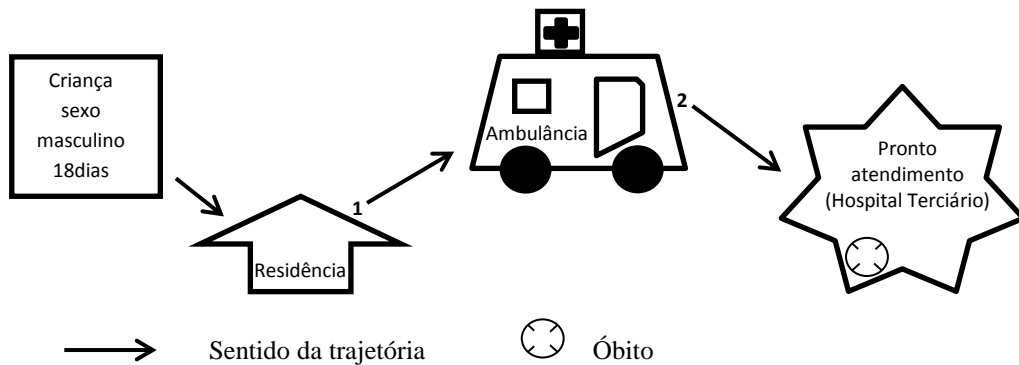 Criança
sexo
masculino
18dias
Residência
1
Ambulância
2
Pronto
atendimento
(Hospital Terciário)
Sentido da trajetória
Óbito